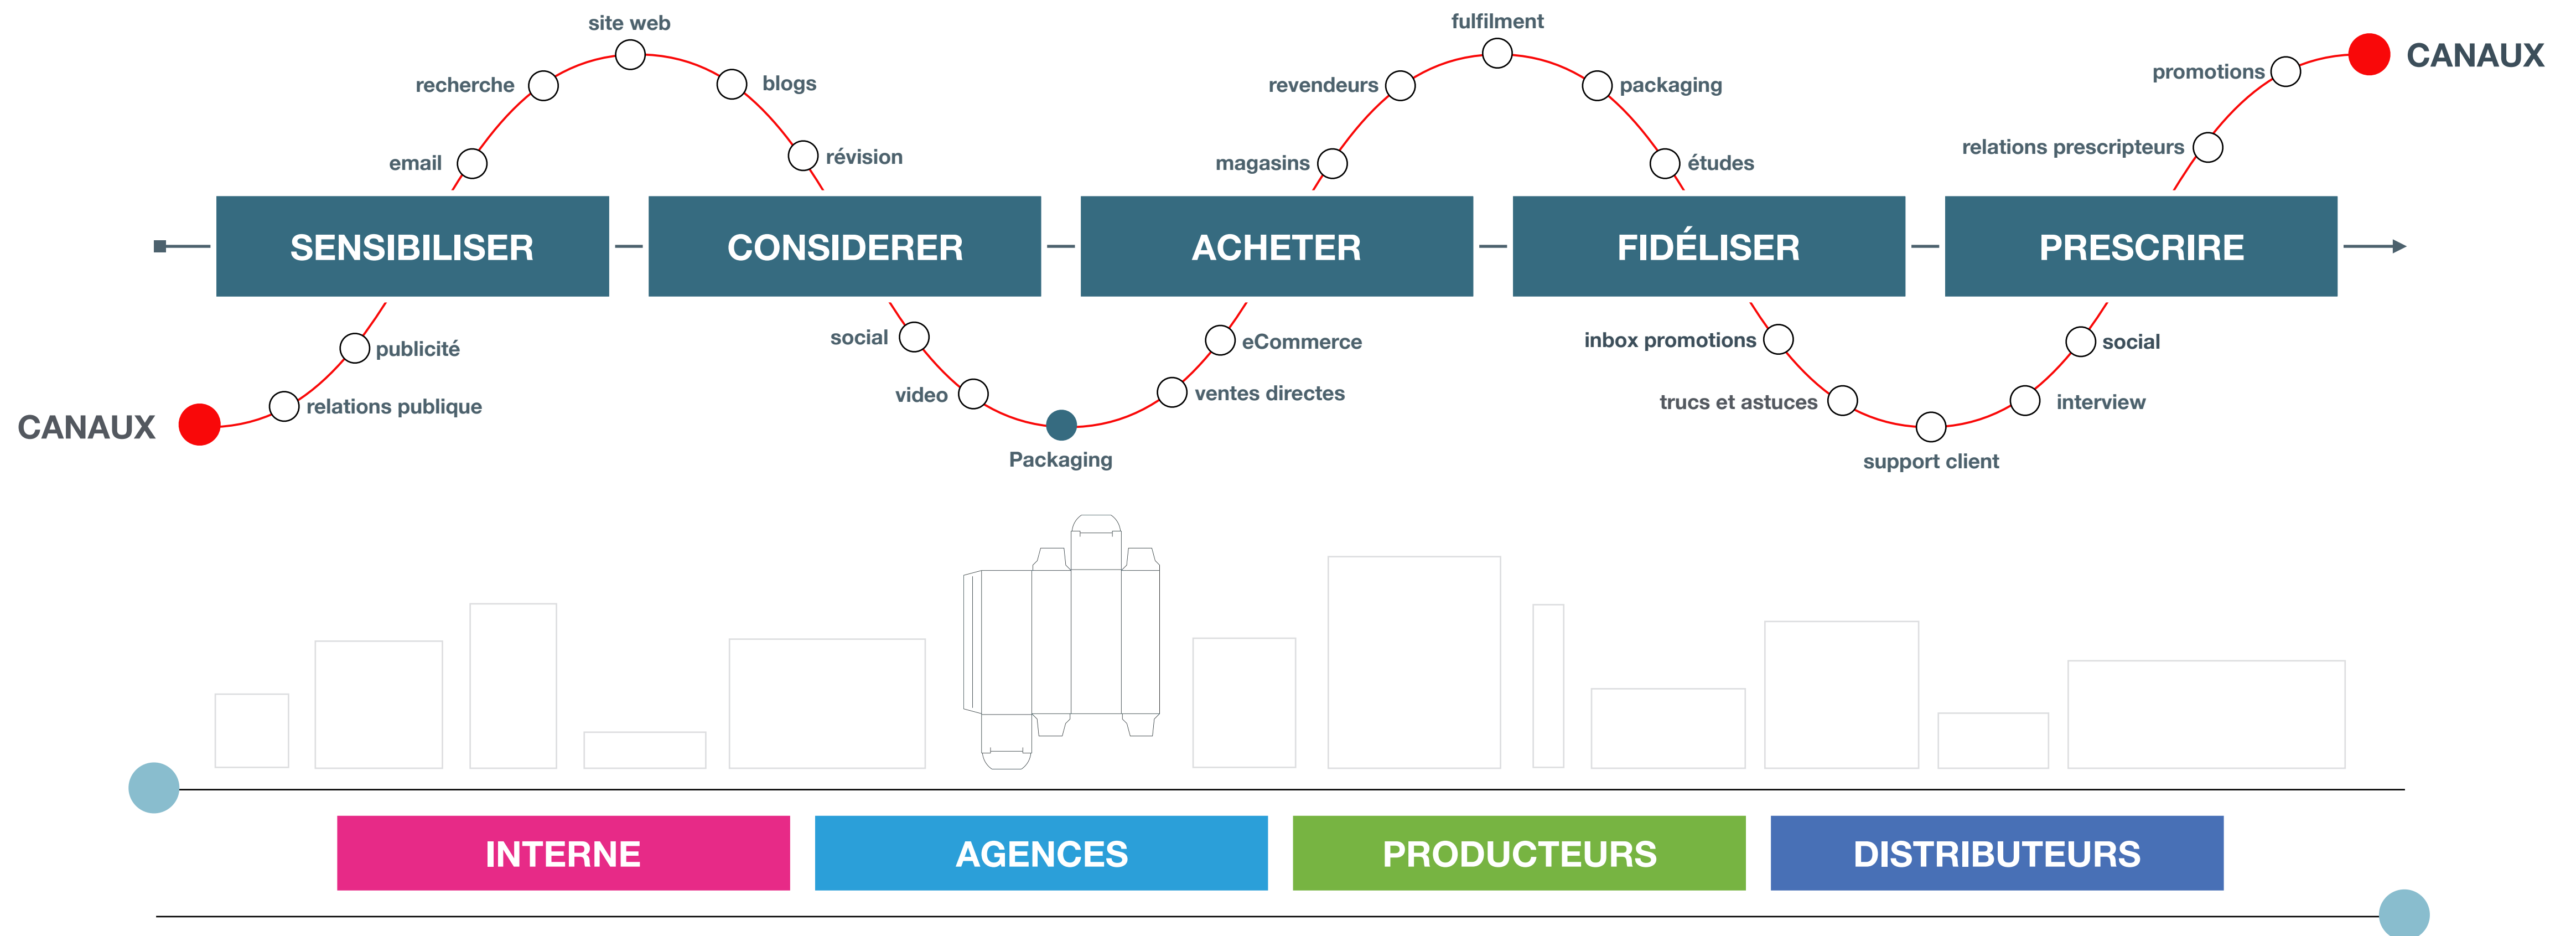 CANAUX
relations publique
publicité
email
recherche
site web
blogs
révision
social
video
Packaging
ventes directes
eCommerce
magasins
revendeurs
fulfilment
packaging
études
inbox promotions
trucs et astuces
support client
interview
social
relations prescripteurs
promotions
CANAUX
SENSIBILISER
CONSIDERER
ACHETER
FIDÉLISER
PRESCRIRE
INTERNE
AGENCES
PRODUCTEURS
DISTRIBUTEURS